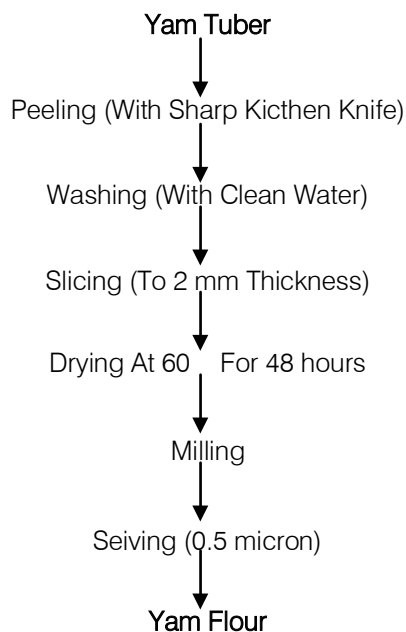 Yam Tuber
Peeling (With Sharp Kicthen Knife)
Washing (With Clean Water)
Slicing (To 2 mm Thickness)
Drying At 60 For 48 hours
Milling
Seiving (0.5 micron)
Yam Flour